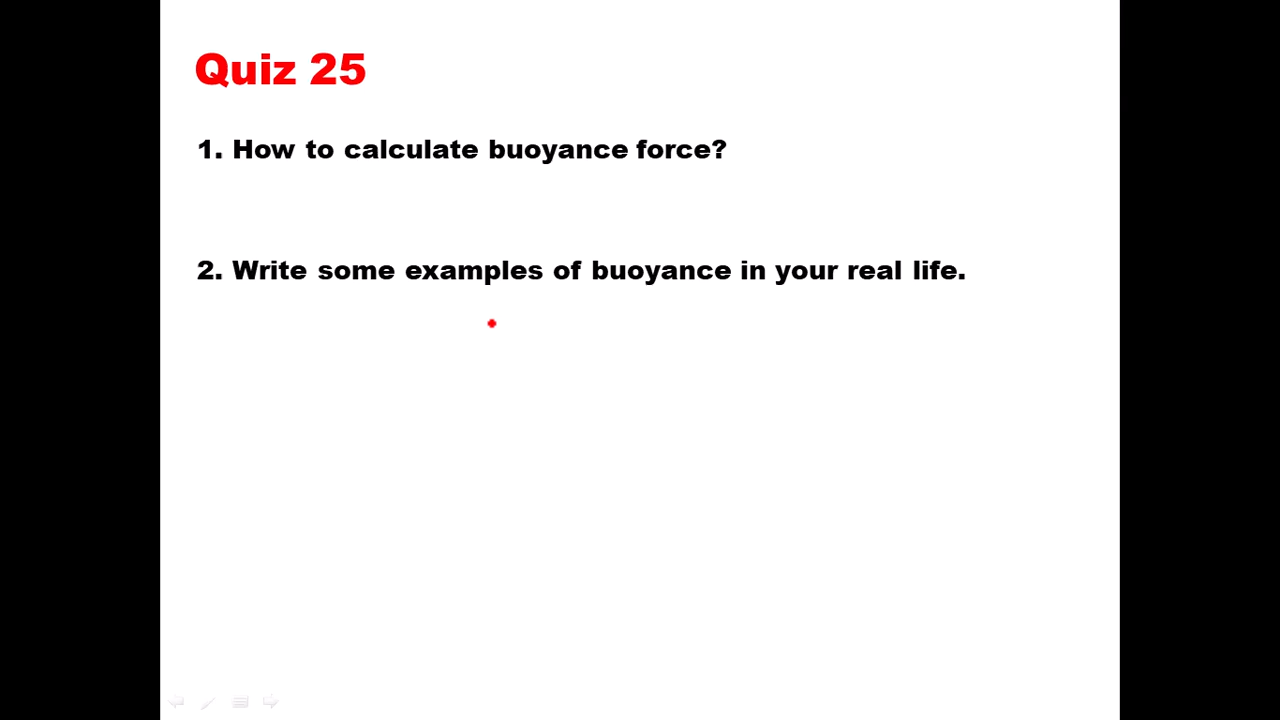 Quiz 25
1. How to calculate buoyance force?
2. Write some examples of buoyance in your real life.